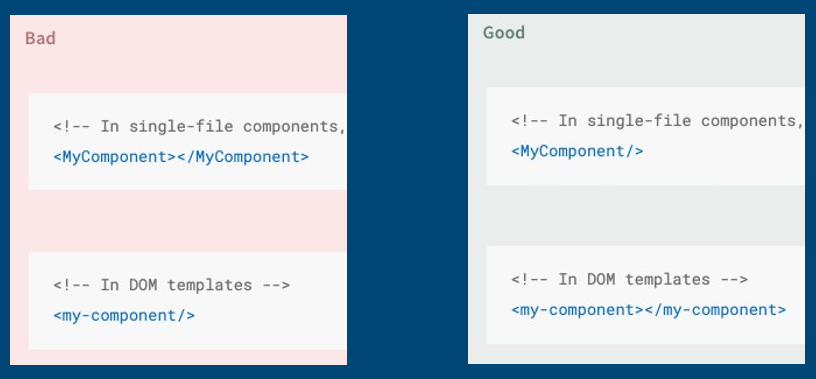 Bad
<!-- In single-file components,
<MyComponent></MyComponent>
<!-- In DOM templates -->
<my-component/>
Good
<!-- In single-file components,
<MyComponent/>
<!-- In DOM templates -->
<my-component></my-component>